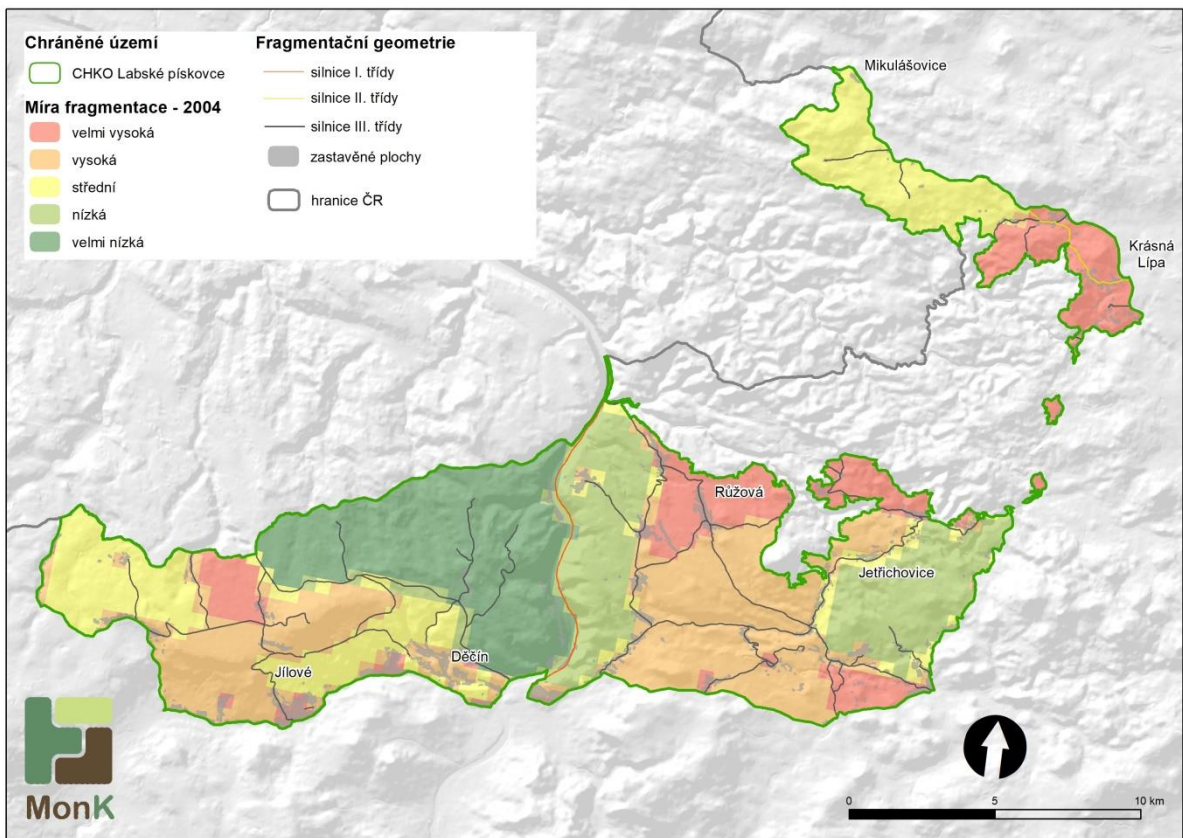 Chráněné území
CHKO Labské pískovce
Míra fragmentace - 2004
velmi vysoká
vysoká
střední
nízká
velmi nízká
Fragmentační geometrie
silnice I. třídy
silnice II. třídy
silnice III. třídy
zastavěné plochy
hranice ČR
Mikulášovice
Krásná
Lípa
Růžová
Jetřichovice
Děčín
Jílové
MonK
0 5 10 km